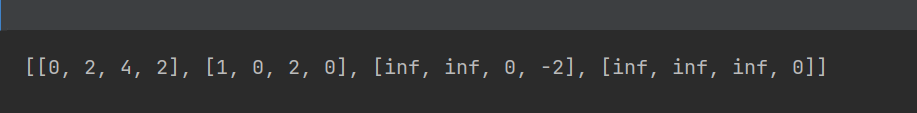 [[0, 2, 4, 2], [1, 0, 2, 0], [inf, inf, 0, -2], [inf, inf, inf, 0]]